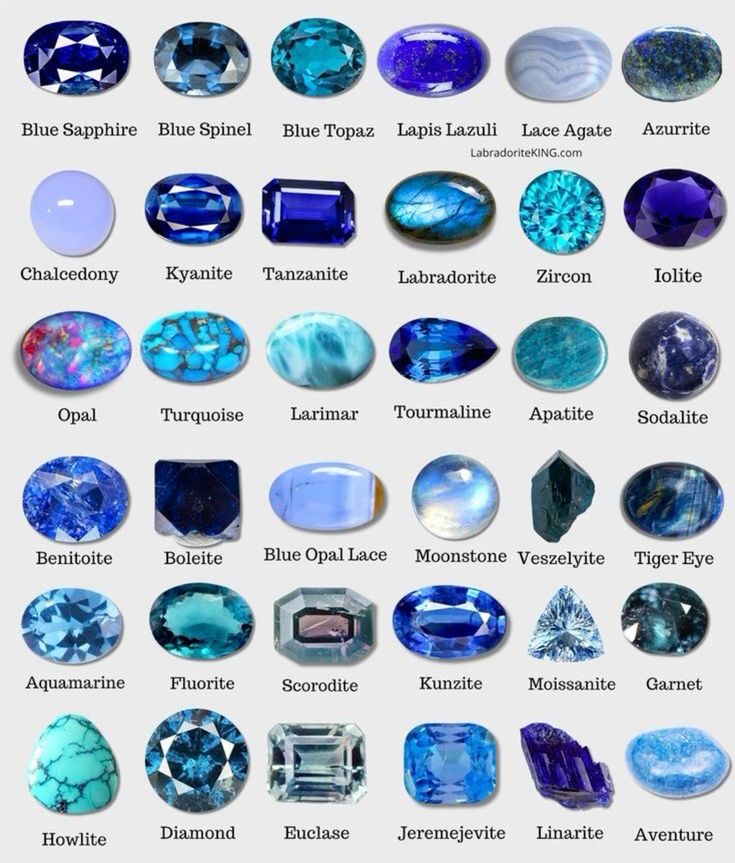 Blue Sapphire Blue Spinel Blue Topaz Lapis Lazuli Lace Agate Azurrite
LabradoriteKING.com
Chalcedony Kyanite Tanzanite Labradorite Zircon Iolite
Opal Turquoise Larimar Tourmaline Apatite Sodalite
Benitoite Boleite Blue Opal Lace Moonstone Veszelyite Tiger Eye
Aquamarine Fluorite Scorodite Kunzite Moissanite Garnet
Howlite Diamond Euclase Jeremejevite Linarite Aventure